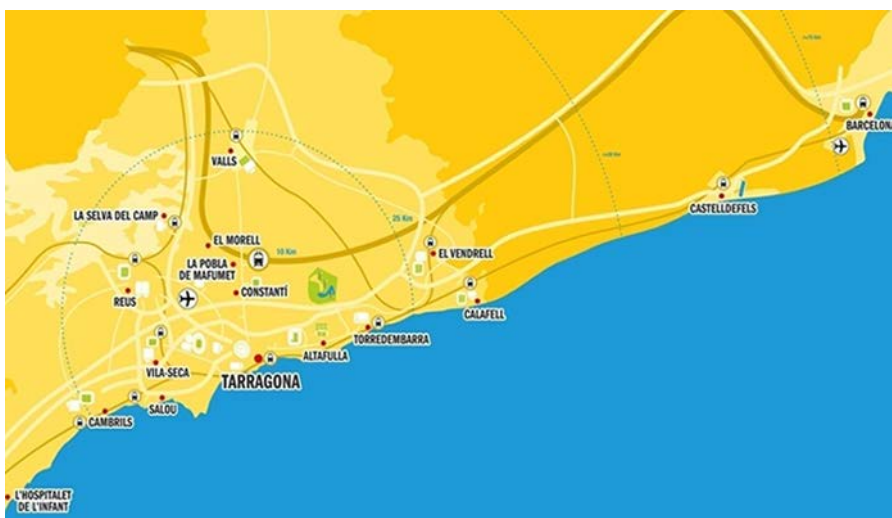 BARCELONA
VALLS
CASTELLDEFELS
LA SELVA DEL CAMP
25 Km
EL MORELL
10 Km
EL VENDRELL
LA POBLA
DE MAFUMET
CONSTANTÍ
REUS
CALAFELL
TORREDEMBARRA
ALTAFULLA
VILA-SECA
TARRAGONA
SALOU
CAMBRILS
L'HOSPITALET
DE L'INFANT